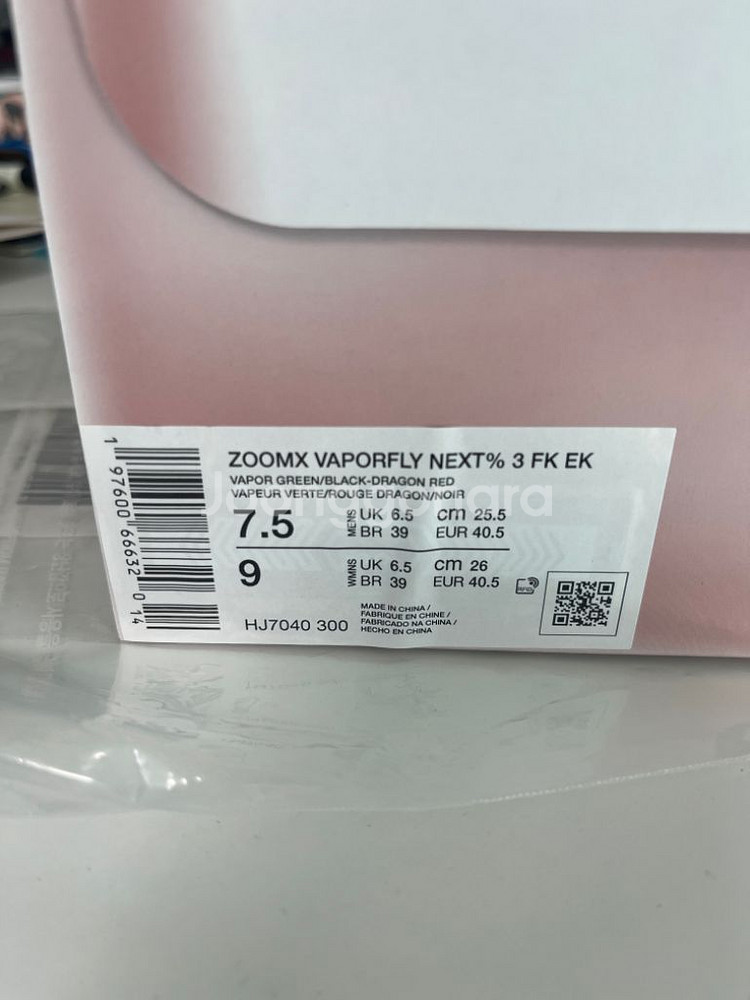 ZOOMX VAPORFLY NEXT% 3 FK EK
VAPOR GREEN/BLACK-DRAGON RED
VAPEUR VERTE/ROUGE DRAGON/NOIR
7.5 MENS UK 6.5 cm 25.5
BR 39 EUR 40.5
9 WMNS UK 6.5 cm 26
BR 39 EUR 40.5
RFID
HJ7040 300
MADE IN CHINA /
FABRIQUE EN CHINE /
FABRICADO NA CHINA /
HECHO EN CHINA
1 97600 66632 014